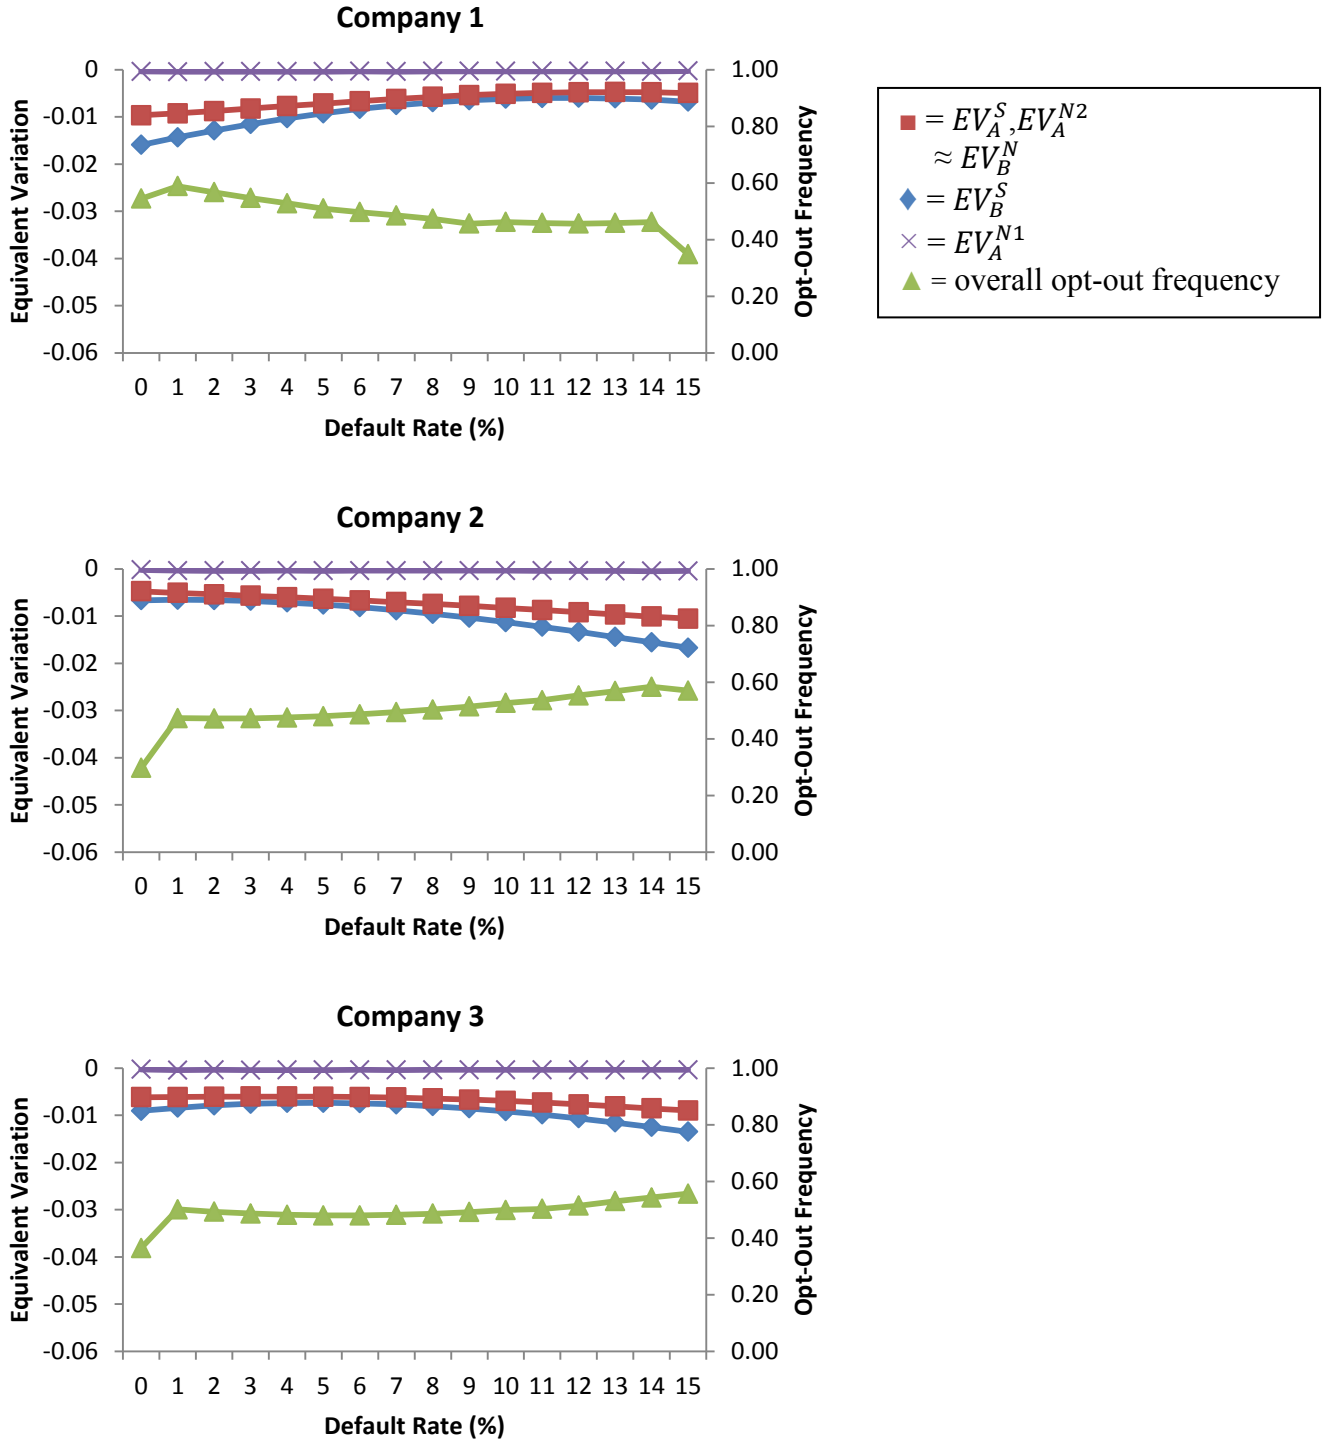 Company 1
0
-0.01
-0.02
-0.03
-0.04
-0.05
-0.06
Equivalent Variation
1.00
0.80
0.60
0.40
0.20
0.00
Opt-Out Frequency
0 1 2 3 4 5 6 7 8 9 10 11 12 13 14 15
Default Rate (%)
= EV_A^S, EV_A^{N2}
≈ EV_B^N
= EV_B^S
= EV_A^{N1}
= overall opt-out frequency
Company 2
0
-0.01
-0.02
-0.03
-0.04
-0.05
-0.06
Equivalent Variation
1.00
0.80
0.60
0.40
0.20
0.00
Opt-Out Frequency
0 1 2 3 4 5 6 7 8 9 10 11 12 13 14 15
Default Rate (%)
Company 3
0
-0.01
-0.02
-0.03
-0.04
-0.05
-0.06
Equivalent Variation
1.00
0.80
0.60
0.40
0.20
0.00
Opt-Out Frequency
0 1 2 3 4 5 6 7 8 9 10 11 12 13 14 15
Default Rate (%)